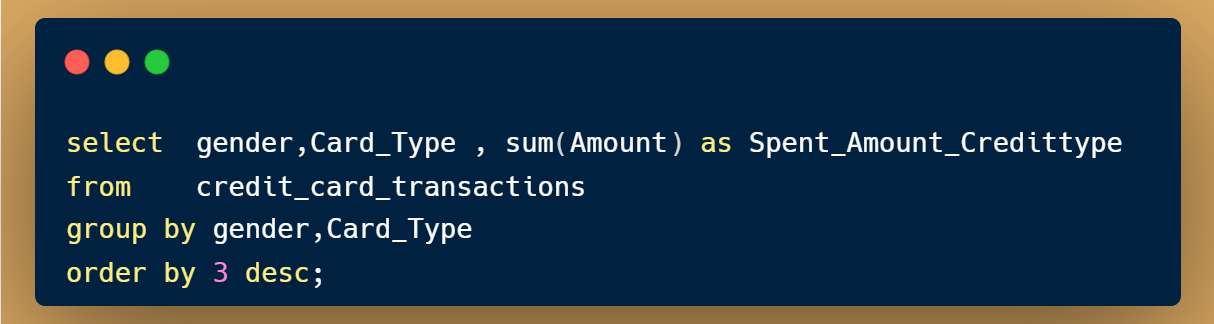 select  gender,Card_Type , sum(Amount) as Spent_Amount_Credittype
from    credit_card_transactions
group by gender,Card_Type
order by 3 desc;